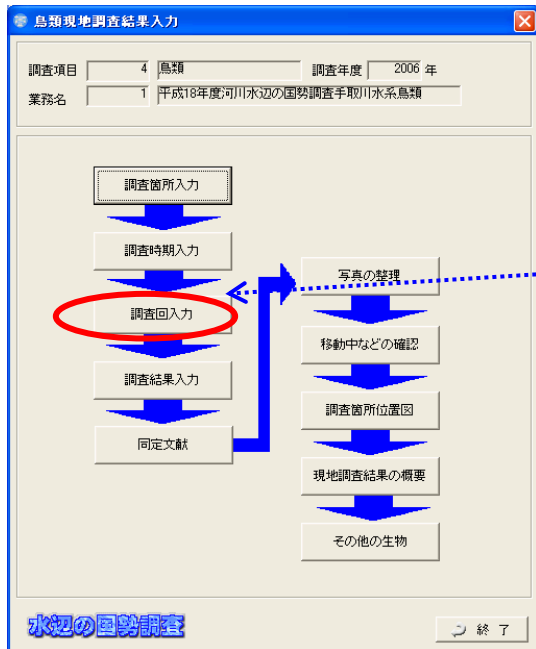 鳥類現地調査結果入力
調査項目 4 鳥類 調査年度 2006 年
業務名 1 平成18年度河川水辺の国勢調査手取川水系鳥類
調査箇所入力
調査時期入力
調査回入力
調査結果入力
同定文献
写真の整理
移動中などの確認
調査箇所位置図
現地調査結果の概要
その他の生物
水辺の国勢調査
終 了